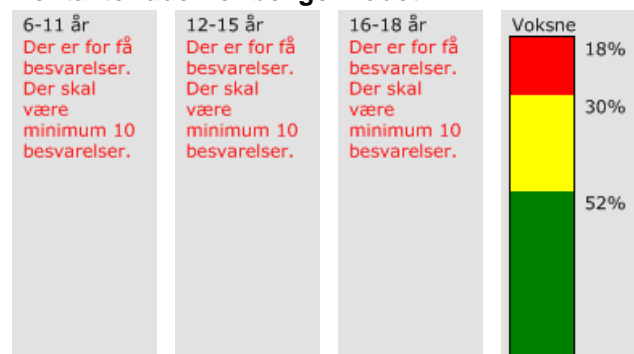 6-11 år
Der er for få
besvarelser.
Der skal
være
minimum 10
besvarelser.
12-15 år
Der er for få
besvarelser.
Der skal
være
minimum 10
besvarelser.
16-18 år
Der er for få
besvarelser.
Der skal
være
minimum 10
besvarelser.
Voksne
18%
30%
52%